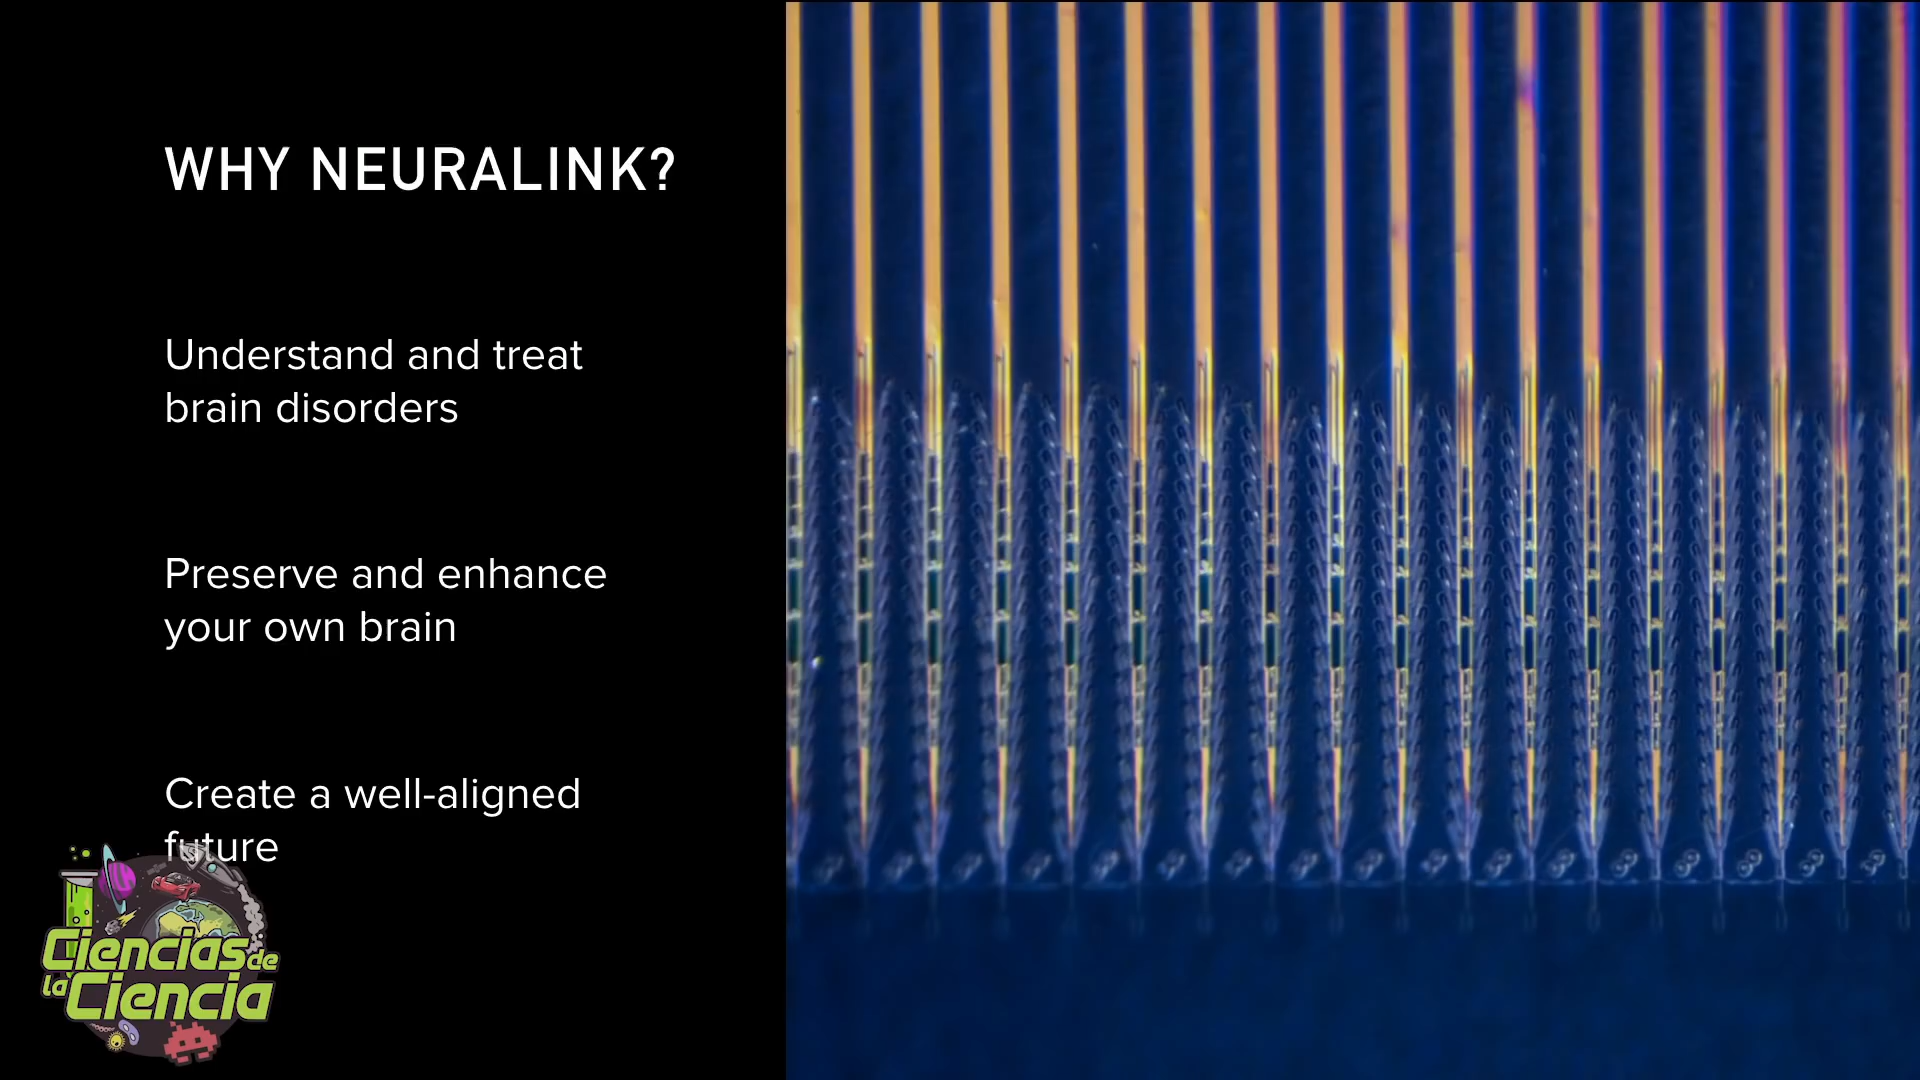 WHY NEURALINK?
Understand and treat
brain disorders
Preserve and enhance
your own brain
Create a well-aligned
future
Ciencias de
la Ciencia